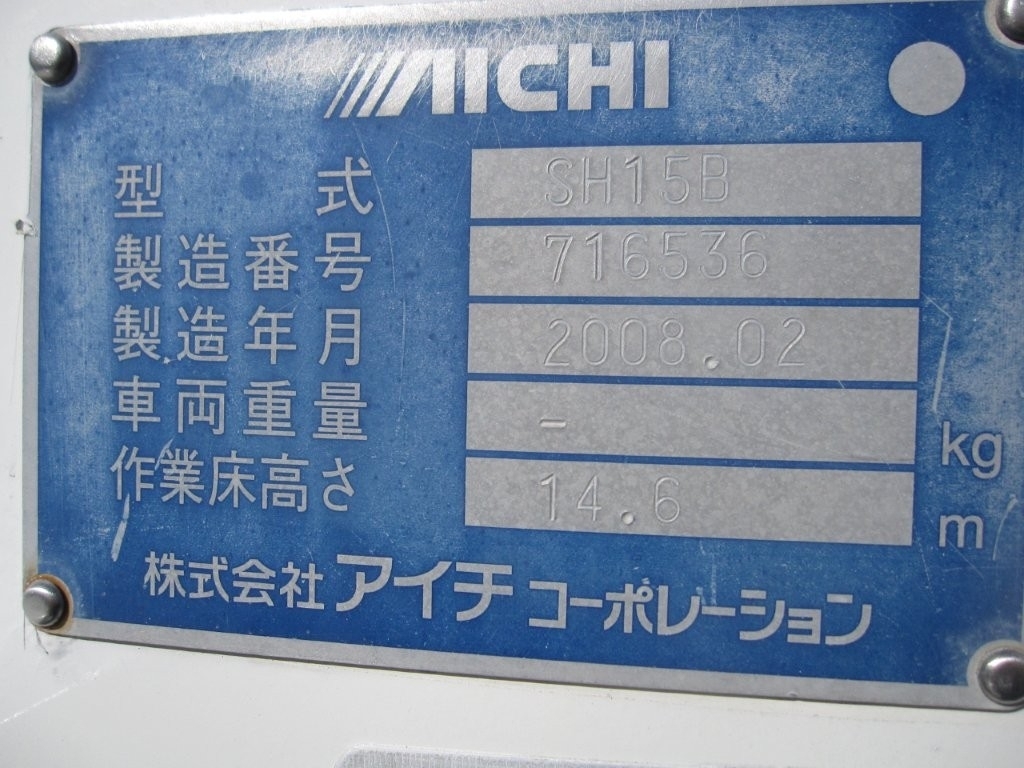 AICHI
型式 SH15B
製造番号 716536
製造年月 2008.02
車両重量 - kg
作業床高さ 14.6 m
株式会社アイチコーポレーション